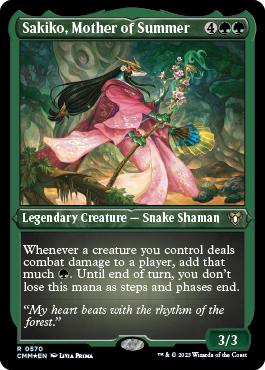 Sakiko, Mother of Summer 4
Legendary Creature — Snake Shaman
Whenever a creature you control deals
combat damage to a player, add that
much . Until end of turn, you don't
lose this mana as steps and phases end.
"My heart beats with the rhythm of the
forest."
3/3
R 0570
CMM★EN LIVIA PRIMA
™ & © 2023 Wizards of the Coast